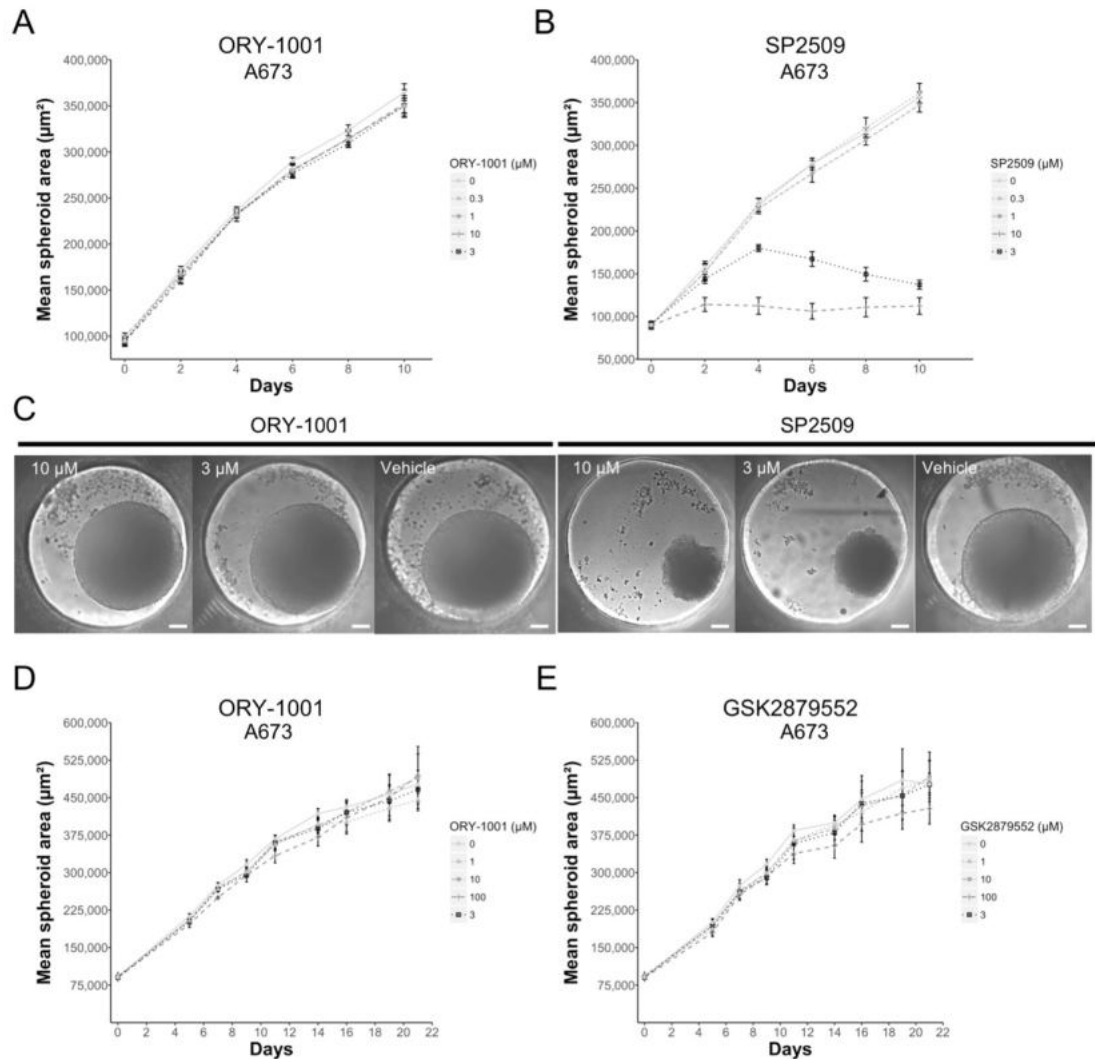 A
ORY-1001
A673
Mean spheroid area (µm²)
400,000
350,000
300,000
250,000
200,000
150,000
100,000
0
2
4
6
8
10
Days
ORY-1001 (µM)
0
0.3
1
10
3
B
SP2509
A673
Mean spheroid area (µm²)
400,000
350,000
300,000
250,000
200,000
150,000
100,000
50,000
0
2
4
6
8
10
Days
SP2509 (µM)
0
0.3
1
10
3
C
ORY-1001
SP2509
10 µM
3 µM
Vehicle
10 µM
3 µM
Vehicle
D
ORY-1001
A673
Mean spheroid area (µm²)
600,000
525,000
450,000
375,000
300,000
225,000
150,000
75,000
0
2
4
6
8
10
12
14
16
18
20
22
Days
ORY-1001 (µM)
0
1
10
100
3
E
GSK2879552
A673
Mean spheroid area (µm²)
600,000
525,000
450,000
375,000
300,000
225,000
150,000
75,000
0
2
4
6
8
10
12
14
16
18
20
22
Days
GSK2879552 (µM)
0
1
10
100
3